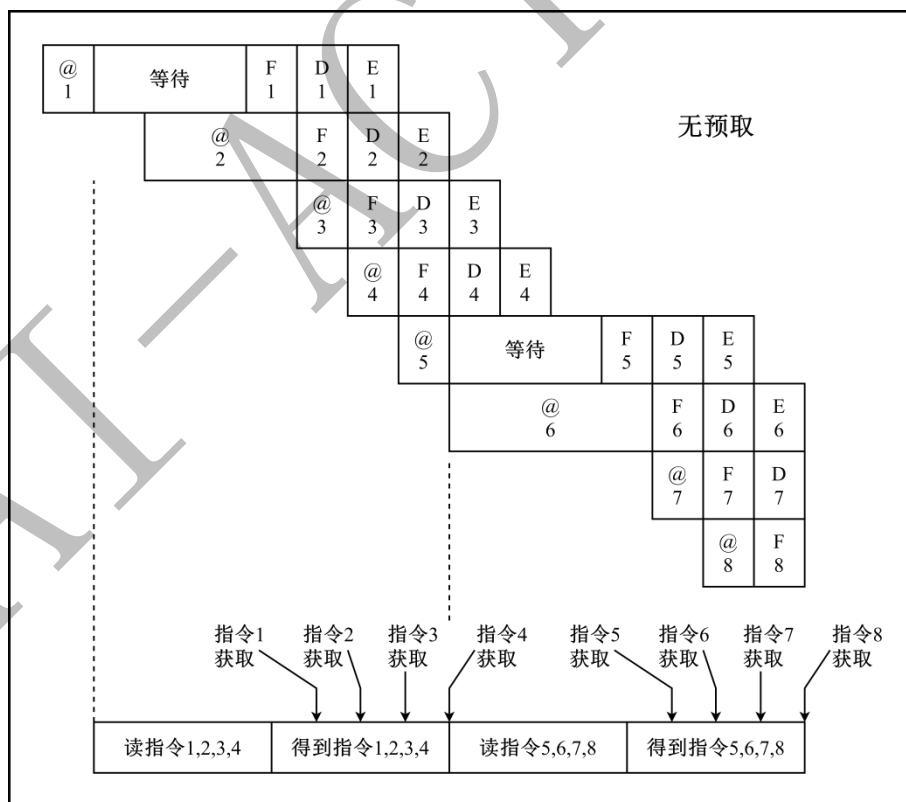 @ 1
等待
F 1
D 1
E 1
无预取
@ 2
F 2
D 2
E 2
@ 3
F 3
D 3
E 3
@ 4
F 4
D 4
E 4
@ 5
等待
F 5
D 5
E 5
@ 6
F 6
D 6
E 6
@ 7
F 7
D 7
@ 8
F 8
指令1
获取
指令2
获取
指令3
获取
指令4
获取
指令5
获取
指令6
获取
指令7
获取
指令8
获取
读指令1,2,3,4
得到指令1,2,3,4
读指令5,6,7,8
得到指令5,6,7,8